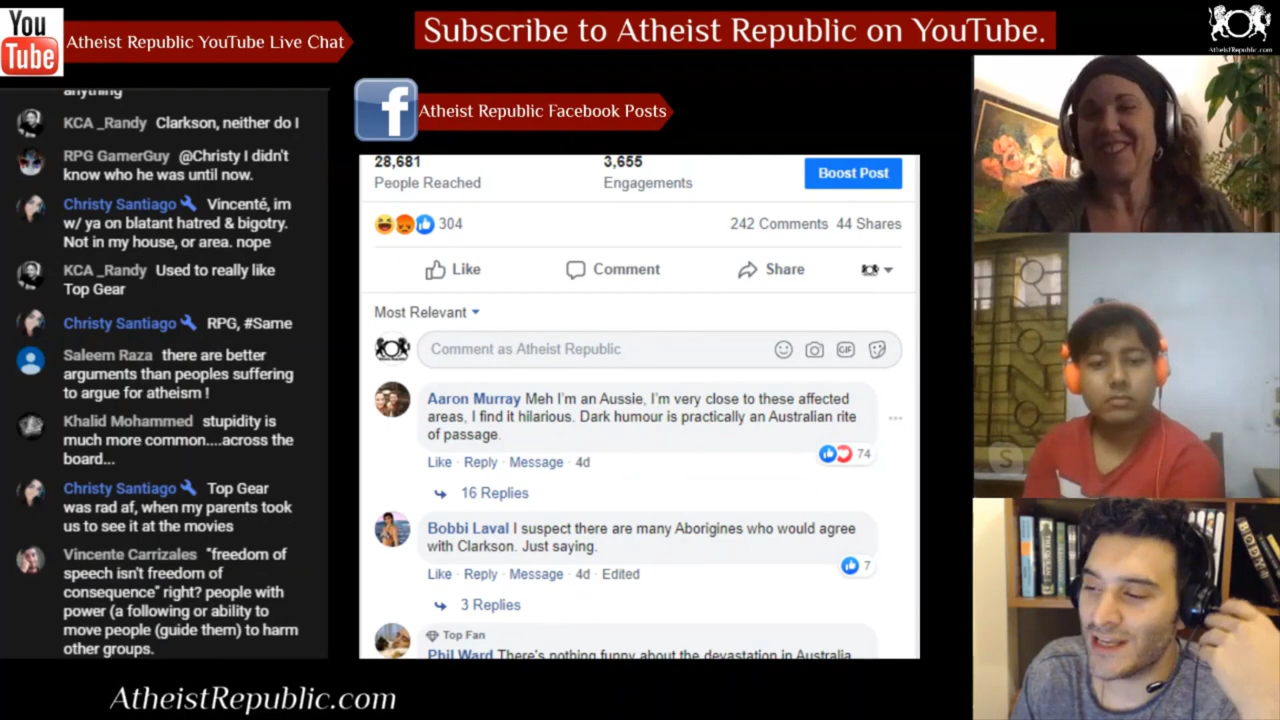 You
Tube
Atheist Republic YouTube Live Chat
Subscribe to Atheist Republic on YouTube.
AtheistRepublic.com
anything
KCA _Randy Clarkson, neither do I
RPG GamerGuy @Christy I didn't
know who he was until now.
Christy Santiago Vincenté, im
w/ ya on blatant hatred & bigotry.
Not in my house, or area. nope
KCA _Randy Used to really like
Top Gear
Christy Santiago RPG, #Same
Saleem Raza there are better
arguments than peoples suffering
to argue for atheism !
Khalid Mohammed stupidity is
much more common....across the
board...
Christy Santiago Top Gear
was rad af, when my parents took
us to see it at the movies
Vincente Carrizales "freedom of
speech isn't freedom of
consequence" right? people with
power (a following or ability to
move people (guide them) to harm
other groups.
f
Atheist Republic Facebook Posts
28,681
People Reached
3,655
Engagements
Boost Post
304
242 Comments 44 Shares
Like
Comment
Share
Most Relevant
Comment as Atheist Republic
GIF
Aaron Murray Meh I'm an Aussie, I'm very close to these affected
areas, I find it hilarious. Dark humour is practically an Australian rite
of passage.
74
Like · Reply · Message · 4d
16 Replies
Bobbi Laval I suspect there are many Aborigines who would agree
with Clarkson. Just saying.
7
Like · Reply · Message · 4d · Edited
3 Replies
Top Fan
Phil Ward There's nothing funny about the devastation in Australia
S
AtheistRepublic.com